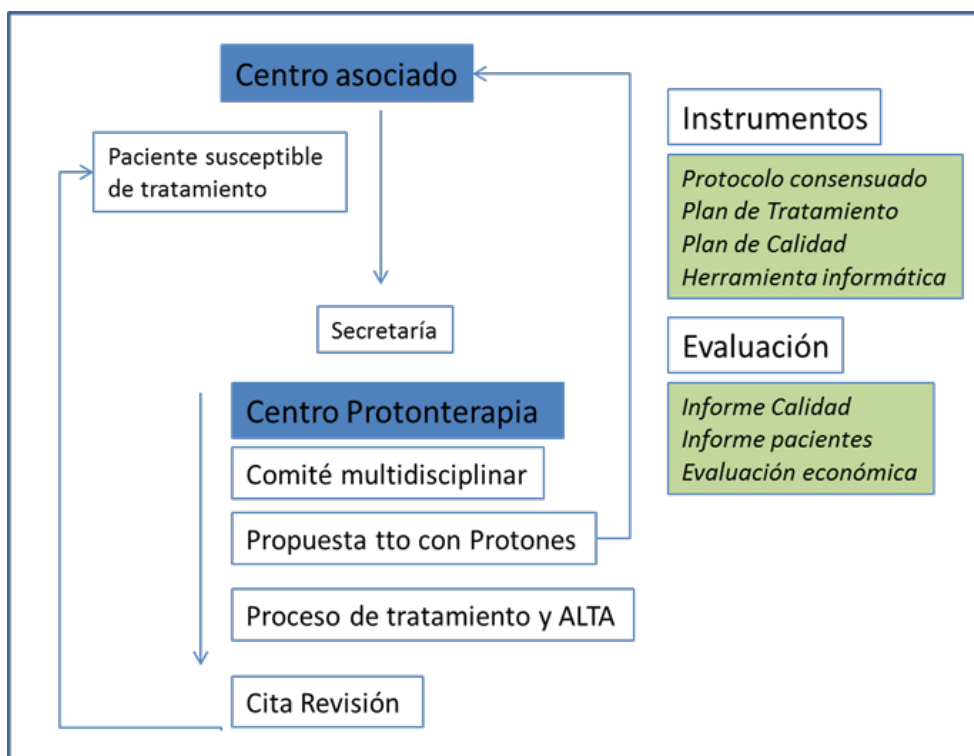 Centro asociado
Paciente susceptible
de tratamiento
Secretaría
Centro Protonterapia
Comité multidisciplinar
Propuesta tto con Protones
Proceso de tratamiento y ALTA
Cita Revisión
Instrumentos
Protocolo consensuado
Plan de Tratamiento
Plan de Calidad
Herramienta informática
Evaluación
Informe Calidad
Informe pacientes
Evaluación económica